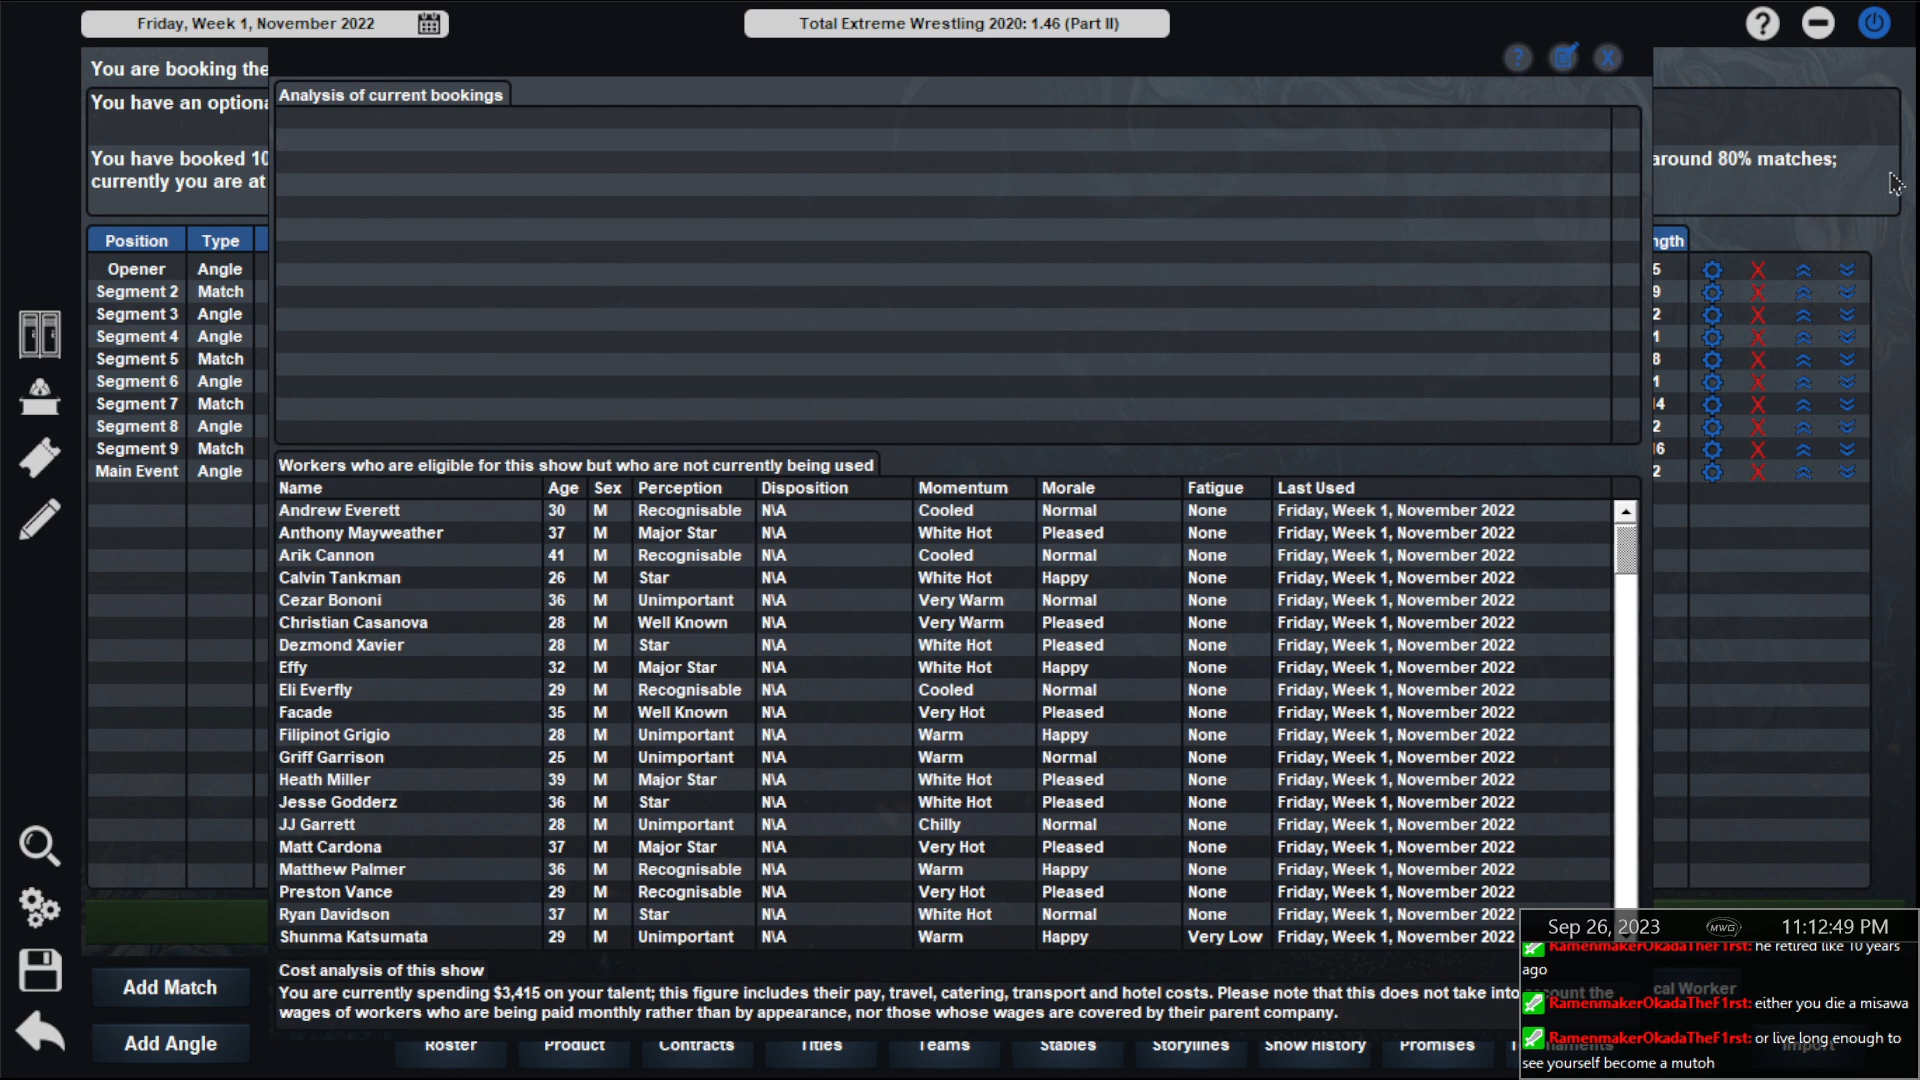 Friday, Week 1, November 2022
Total Extreme Wrestling 2020: 1.46 (Part II)
You are booking the
You have an optiona
You have booked 10
currently you are at
around 80% matches;
Analysis of current bookings
Position Type ngth
Opener Angle 5
Segment 2 Match 9
Segment 3 Angle 2
Segment 4 Angle 1
Segment 5 Match 8
Segment 6 Angle 1
Segment 7 Match 14
Segment 8 Angle 2
Segment 9 Match 16
Main Event Angle 2
Workers who are eligible for this show but who are not currently being used
Name Age Sex Perception Disposition Momentum Morale Fatigue Last Used
Andrew Everett 30 M Recognisable N\A Cooled Normal None Friday, Week 1, November 2022
Anthony Mayweather 37 M Major Star N\A White Hot Pleased None Friday, Week 1, November 2022
Arik Cannon 41 M Recognisable N\A Cooled Normal None Friday, Week 1, November 2022
Calvin Tankman 26 M Star N\A White Hot Happy None Friday, Week 1, November 2022
Cezar Bononi 36 M Unimportant N\A Very Warm Normal None Friday, Week 1, November 2022
Christian Casanova 28 M Well Known N\A Very Warm Pleased None Friday, Week 1, November 2022
Dezmond Xavier 28 M Star N\A White Hot Pleased None Friday, Week 1, November 2022
Effy 32 M Major Star N\A White Hot Happy None Friday, Week 1, November 2022
Eli Everfly 29 M Recognisable N\A Cooled Normal None Friday, Week 1, November 2022
Facade 35 M Well Known N\A Very Hot Pleased None Friday, Week 1, November 2022
Filipinot Grigio 28 M Unimportant N\A Warm Happy None Friday, Week 1, November 2022
Griff Garrison 25 M Unimportant N\A Warm Normal None Friday, Week 1, November 2022
Heath Miller 39 M Major Star N\A White Hot Pleased None Friday, Week 1, November 2022
Jesse Godderz 36 M Star N\A White Hot Pleased None Friday, Week 1, November 2022
JJ Garrett 28 M Unimportant N\A Chilly Normal None Friday, Week 1, November 2022
Matt Cardona 37 M Major Star N\A Very Hot Pleased None Friday, Week 1, November 2022
Matthew Palmer 36 M Recognisable N\A Warm Happy None Friday, Week 1, November 2022
Preston Vance 29 M Recognisable N\A Very Hot Pleased None Friday, Week 1, November 2022
Ryan Davidson 37 M Star N\A White Hot Normal None Friday, Week 1, November 2022
Shunma Katsumata 29 M Unimportant N\A Warm Happy Very Low Friday, Week 1, November 2022
Cost analysis of this show
You are currently spending $3,415 on your talent; this figure includes their pay, travel, catering, transport and hotel costs. Please note that this does not take into account the
wages of workers who are being paid monthly rather than by appearance, nor those whose wages are covered by their parent company.
Add Match
Add Angle
Roster Product Contracts Titles Teams Stables Storylines Show History Promises
cal Worker
Import
Sep 26, 2023 MWG 11:12:49 PM
RamenmakerOkadaTheF1rst: he retired like 10 years
ago
RamenmakerOkadaTheF1rst: either you die a misawa
RamenmakerOkadaTheF1rst: or live long enough to
see yourself become a mutoh